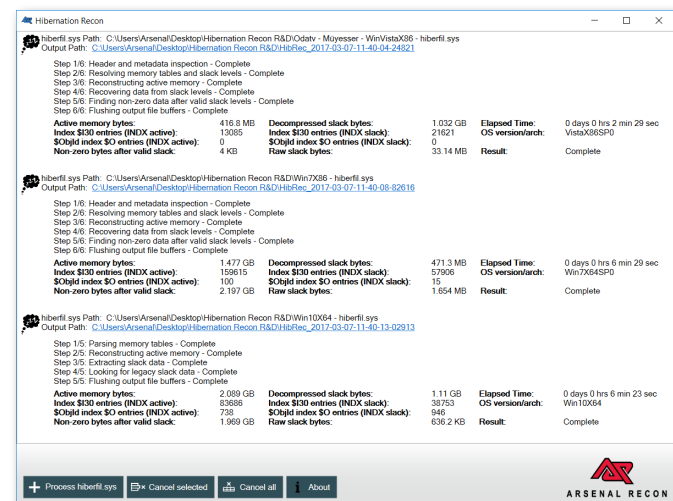 Hibernation Recon
hiberfil.sys Path: C:\Users\Arsenal\Desktop\Hibernation Recon R&D\Odatv - Müyesser - WinVistaX86 - hiberfil.sys
Output Path: C:\Users\Arsenal\Desktop\Hibernation Recon R&D\HibRec_2017-03-07-11-40-04-24821
Step 1/6: Header and metadata inspection - Complete
Step 2/6: Resolving memory tables and slack levels - Complete
Step 3/6: Reconstructing active memory - Complete
Step 4/6: Recovering data from slack levels - Complete
Step 5/6: Finding non-zero data after valid slack levels - Complete
Step 6/6: Flushing output file buffers - Complete
Active memory bytes: 416.8 MB Decompressed slack bytes: 1.032 GB Elapsed Time: 0 days 0 hrs 2 min 29 sec
Index $I30 entries (INDX active): 13085 Index $I30 entries (INDX slack): 21621 OS version/arch: VistaX86SP0
$ObjId index $O entries (INDX active): 0 $ObjId index $O entries (INDX slack): 0
Non-zero bytes after valid slack: 4 KB Raw slack bytes: 33.14 MB Result: Complete
hiberfil.sys Path: C:\Users\Arsenal\Desktop\Hibernation Recon R&D\Win7X86 - hiberfil.sys
Output Path: C:\Users\Arsenal\Desktop\Hibernation Recon R&D\HibRec_2017-03-07-11-40-08-82616
Step 1/6: Header and metadata inspection - Complete
Step 2/6: Resolving memory tables and slack levels - Complete
Step 3/6: Reconstructing active memory - Complete
Step 4/6: Recovering data from slack levels - Complete
Step 5/6: Finding non-zero data after valid slack levels - Complete
Step 6/6: Flushing output file buffers - Complete
Active memory bytes: 1.477 GB Decompressed slack bytes: 471.3 MB Elapsed Time: 0 days 0 hrs 6 min 29 sec
Index $I30 entries (INDX active): 159615 Index $I30 entries (INDX slack): 57906 OS version/arch: Win7X64SP0
$ObjId index $O entries (INDX active): 100 $ObjId index $O entries (INDX slack): 15
Non-zero bytes after valid slack: 2.197 GB Raw slack bytes: 1.654 MB Result: Complete
hiberfil.sys Path: C:\Users\Arsenal\Desktop\Hibernation Recon R&D\Win10X64 - hiberfil.sys
Output Path: C:\Users\Arsenal\Desktop\Hibernation Recon R&D\HibRec_2017-03-07-11-40-13-02913
Step 1/5: Parsing memory tables - Complete
Step 2/5: Reconstructing active memory - Complete
Step 3/5: Extracting slack data - Complete
Step 4/5: Looking for legacy slack data - Complete
Step 5/5: Flushing output file buffers - Complete
Active memory bytes: 2.089 GB Decompressed slack bytes: 1.11 GB Elapsed Time: 0 days 0 hrs 6 min 23 sec
Index $I30 entries (INDX active): 83686 Index $I30 entries (INDX slack): 38753 OS version/arch: Win10X64
$ObjId index $O entries (INDX active): 738 $ObjId index $O entries (INDX slack): 946
Non-zero bytes after valid slack: 1.969 GB Raw slack bytes: 636.2 KB Result: Complete
Process hiberfil.sys Cancel selected Cancel all About
ARSENAL RECON